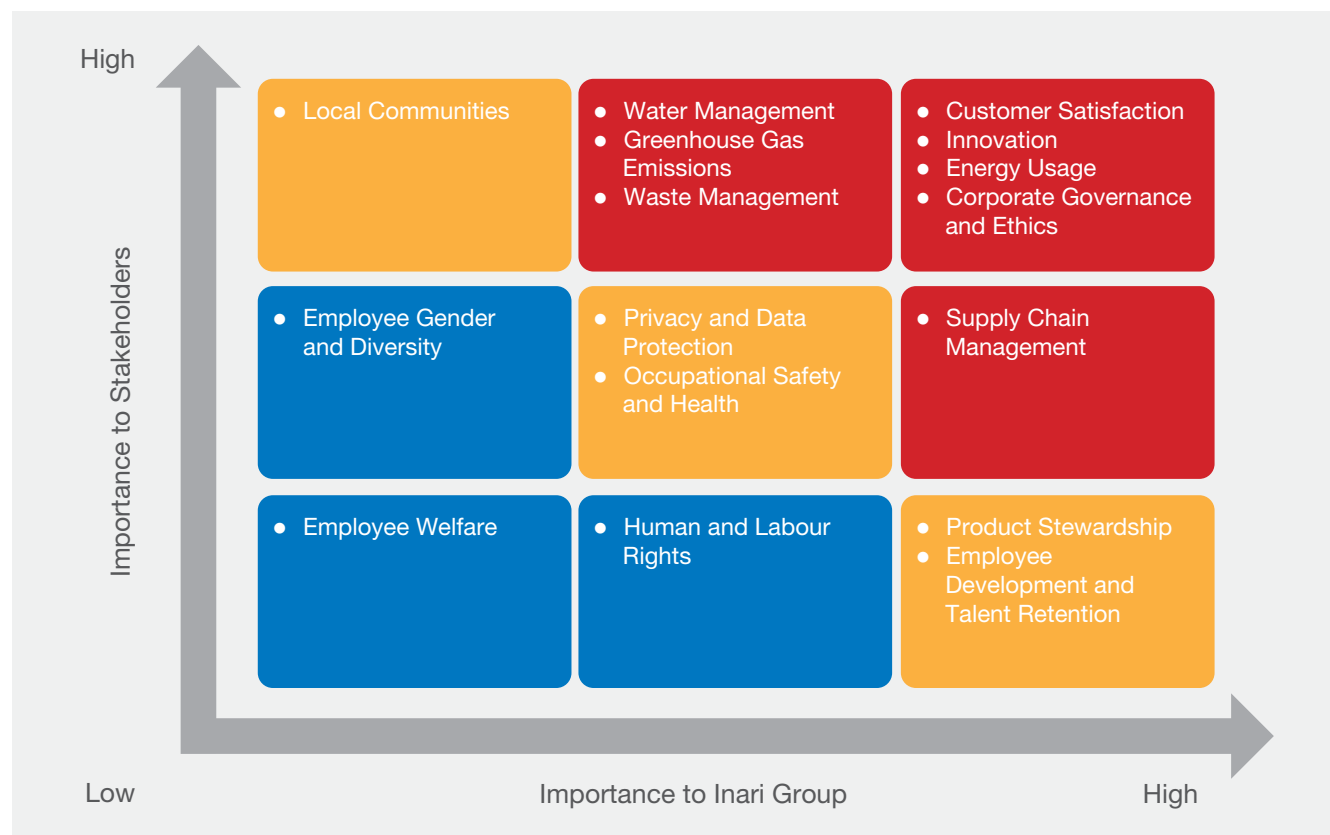 High
Importance to Stakeholders
● Local Communities
● Water Management
● Greenhouse Gas
Emissions
● Waste Management
● Customer Satisfaction
● Innovation
● Energy Usage
● Corporate Governance
and Ethics
● Employee Gender
and Diversity
● Privacy and Data
Protection
● Occupational Safety
and Health
● Supply Chain
Management
● Employee Welfare
● Human and Labour
Rights
● Product Stewardship
● Employee
Development and
Talent Retention
Low
Importance to Inari Group
High